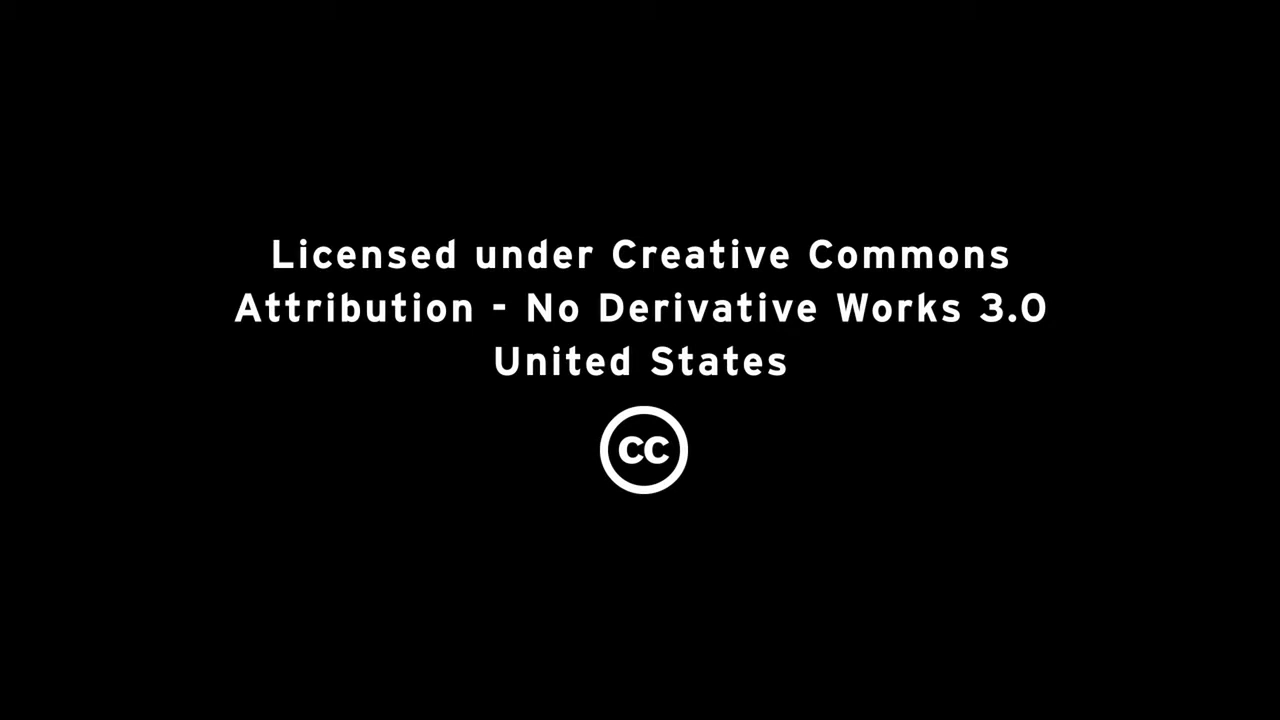 Licensed under Creative Commons
Attribution - No Derivative Works 3.0
United States
cc